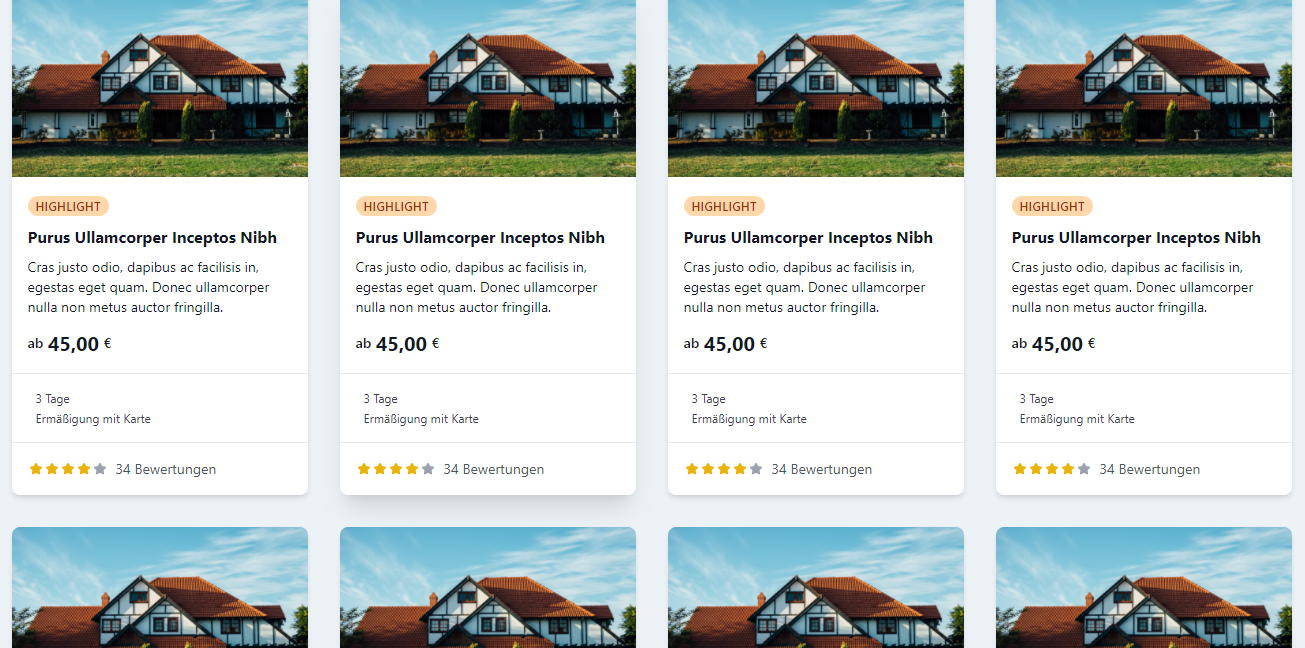 HIGHLIGHT
Purus Ullamcorper Inceptos Nibh
Cras justo odio, dapibus ac facilisis in,
egestas eget quam. Donec ullamcorper
nulla non metus auctor fringilla.
ab 45,00 €
3 Tage
Ermäßigung mit Karte
34 Bewertungen
HIGHLIGHT
Purus Ullamcorper Inceptos Nibh
Cras justo odio, dapibus ac facilisis in,
egestas eget quam. Donec ullamcorper
nulla non metus auctor fringilla.
ab 45,00 €
3 Tage
Ermäßigung mit Karte
34 Bewertungen
HIGHLIGHT
Purus Ullamcorper Inceptos Nibh
Cras justo odio, dapibus ac facilisis in,
egestas eget quam. Donec ullamcorper
nulla non metus auctor fringilla.
ab 45,00 €
3 Tage
Ermäßigung mit Karte
34 Bewertungen
HIGHLIGHT
Purus Ullamcorper Inceptos Nibh
Cras justo odio, dapibus ac facilisis in,
egestas eget quam. Donec ullamcorper
nulla non metus auctor fringilla.
ab 45,00 €
3 Tage
Ermäßigung mit Karte
34 Bewertungen